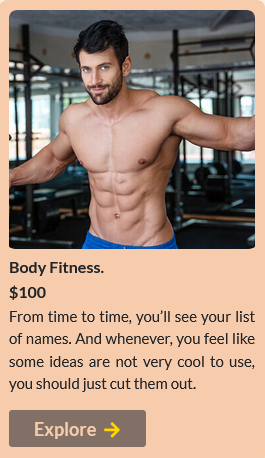 Body Fitness.
$100
From time to time, you’ll see your list
of names. And whenever, you feel like
some ideas are not very cool to use,
you should just cut them out.
Explore